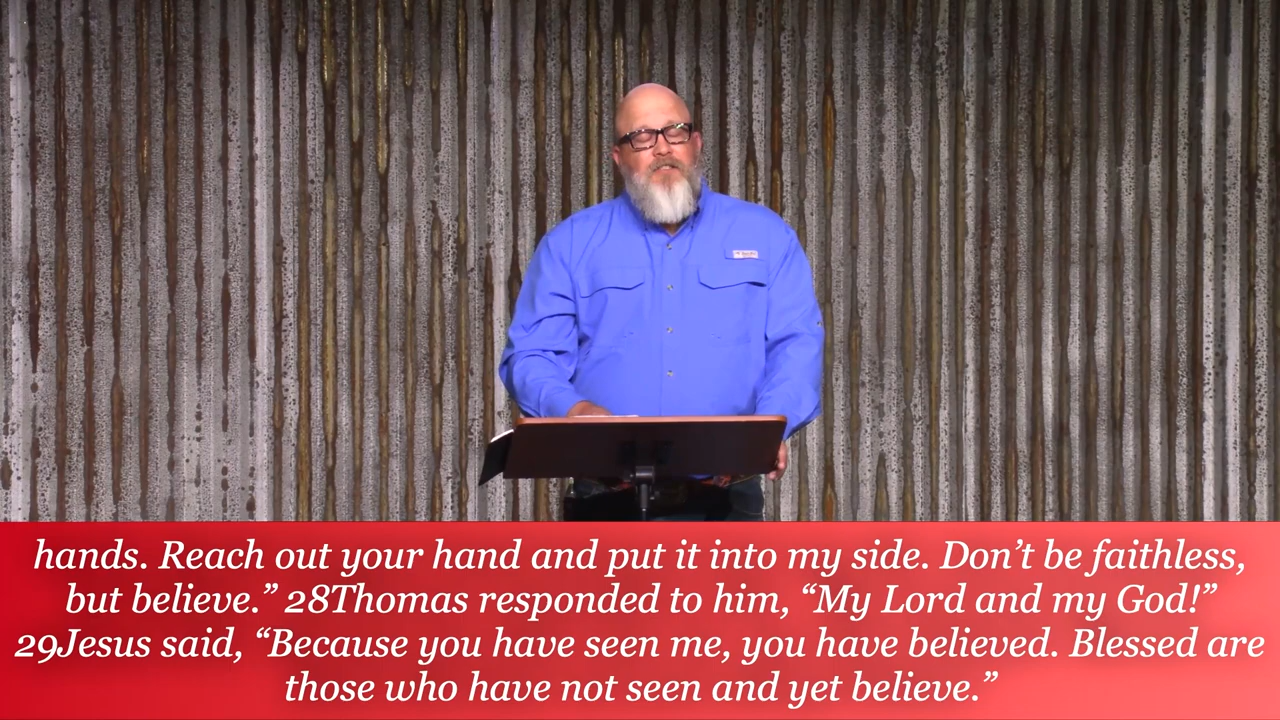 hands. Reach out your hand and put it into my side. Don’t be faithless,
but believe.” 28Thomas responded to him, “My Lord and my God!”
29Jesus said, “Because you have seen me, you have believed. Blessed are
those who have not seen and yet believe.”